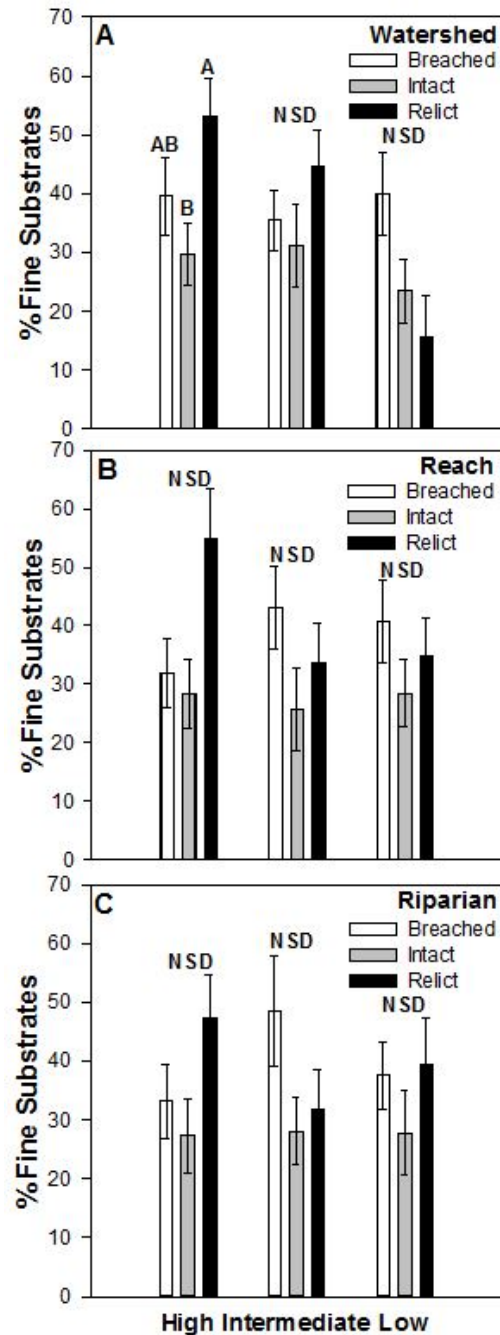 70
A
Watershed
Breached
Intact
Relict
60
A
NSD
NSD
50
AB
B
40
30
20
10
0
%Fine Substrates
70
B
Reach
Breached
Intact
Relict
NSD
60
NSD
NSD
50
40
30
20
10
0
%Fine Substrates
70
C
Riparian
Breached
Intact
Relict
NSD
NSD
NSD
60
50
40
30
20
10
0
%Fine Substrates
High Intermediate Low